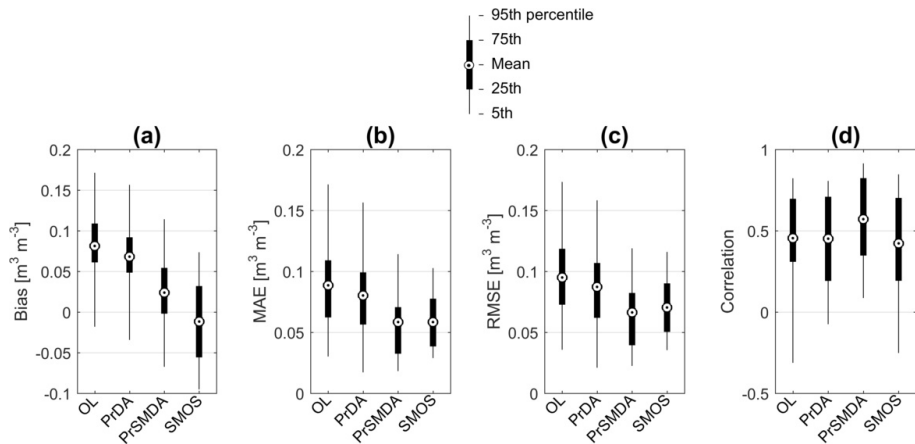 95th percentile
75th
Mean
25th
5th
(a)
(b)
(c)
(d)
Bias [m³ m⁻³]
0.2
0.15
0.1
0.05
0
-0.05
-0.1
OL
PrDA
PrSMDA
SMOS
MAE [m³ m⁻³]
0.2
0.15
0.1
0.05
0
OL
PrDA
PrSMDA
SMOS
RMSE [m³ m⁻³]
0.2
0.15
0.1
0.05
0
OL
PrDA
PrSMDA
SMOS
Correlation
1
0.5
0
-0.5
OL
PrDA
PrSMDA
SMOS